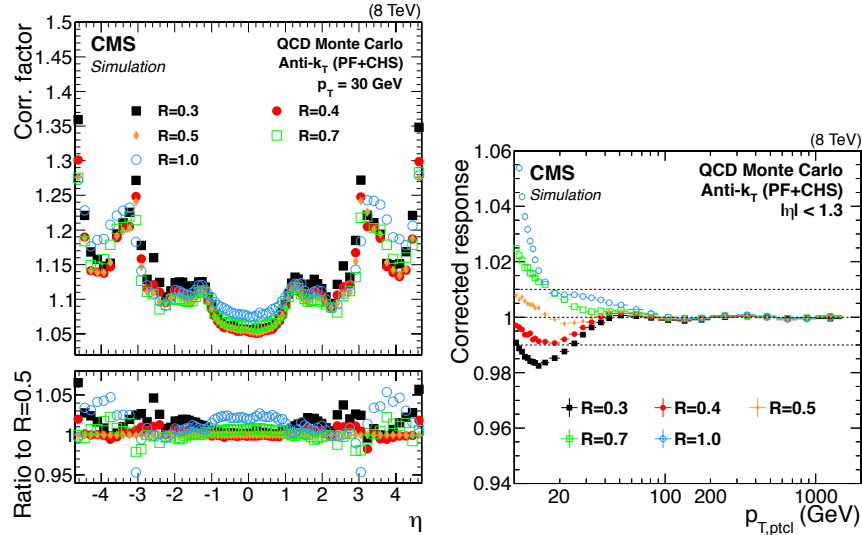 (8 TeV)
CMS
Simulation
QCD Monte Carlo
Anti-kT (PF+CHS)
pT = 30 GeV
R=0.3
R=0.4
R=0.5
R=0.7
R=1.0
Corr. factor
1.5
1.45
1.4
1.35
1.3
1.25
1.2
1.15
1.1
1.05
Ratio to R=0.5
1.05
1
0.95
-4 -3 -2 -1 0 1 2 3 4
η
(8 TeV)
CMS
Simulation
QCD Monte Carlo
Anti-kT (PF+CHS)
|η| < 1.3
Corrected response
1.06
1.04
1.02
1
0.98
0.96
0.94
R=0.3 R=0.4 R=0.5
R=0.7 R=1.0
20 100 200 1000
pT,ptcl (GeV)